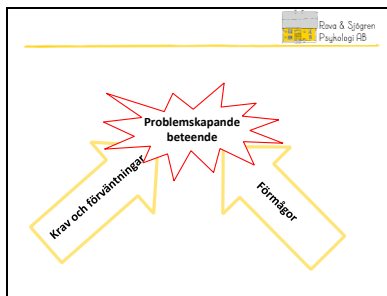 Rava & Sjögren
Psykologi AB
Problemskapande
beteende
Krav och förväntningar
Förmågor